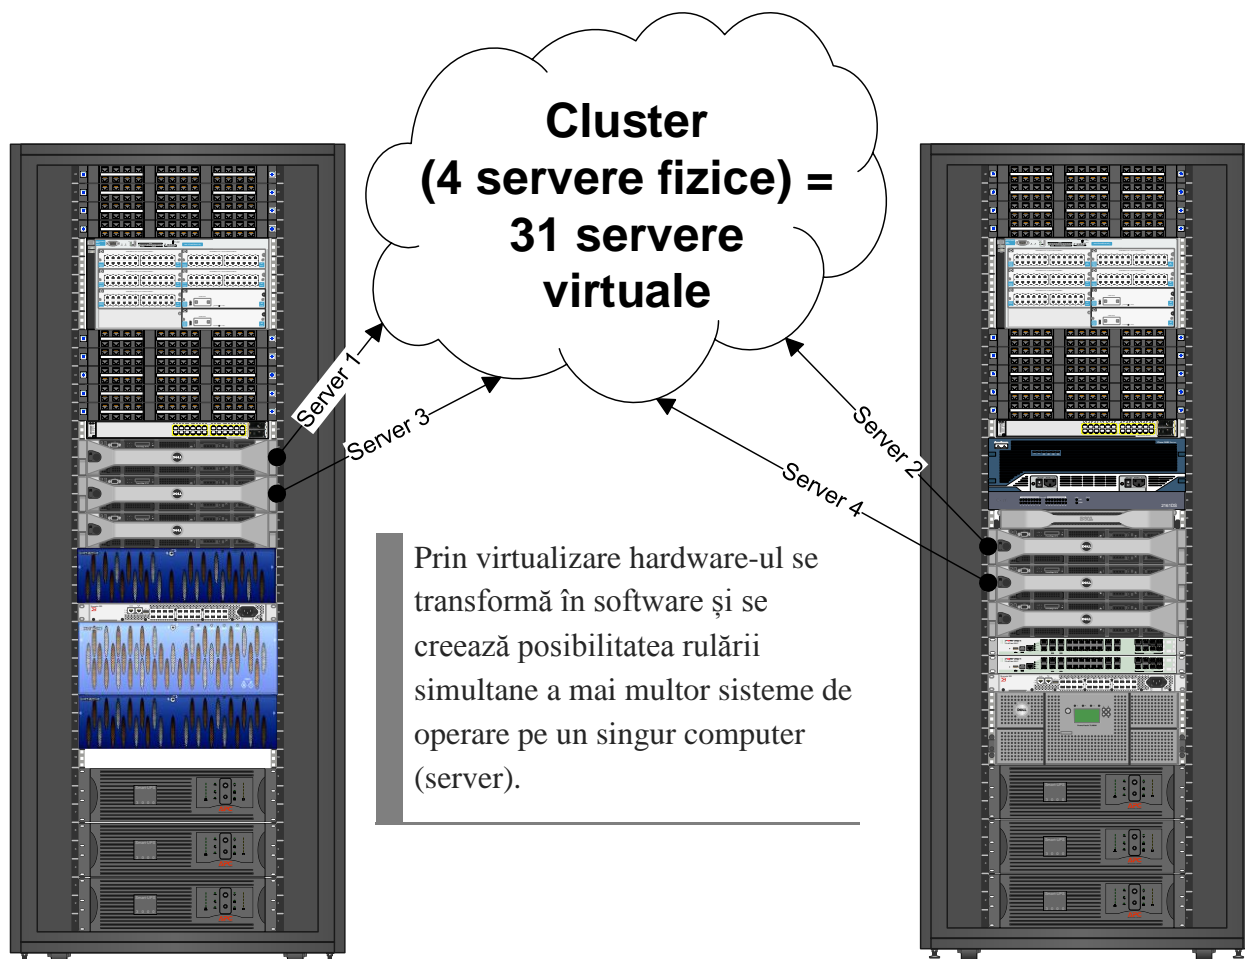 Cluster
(4 servere fizice) =
31 servere
virtuale
Server 1
Server 3
Server 2
Server 4
Prin virtualizare hardware-ul se
transformă în software și se
creează posibilitatea rulării
simultane a mai multor sisteme de
operare pe un singur computer
(server).